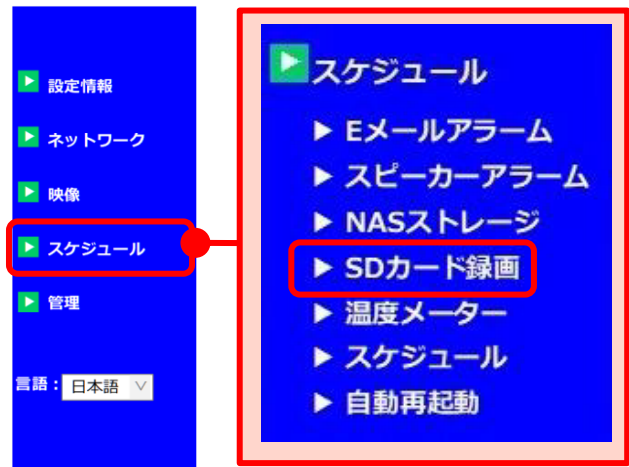 設定情報
ネットワーク
映像
スケジュール
管理
言語：日本語
スケジュール
Eメールアラーム
スピーカーアラーム
NASストレージ
SDカード録画
温度メーター
スケジュール
自動再起動